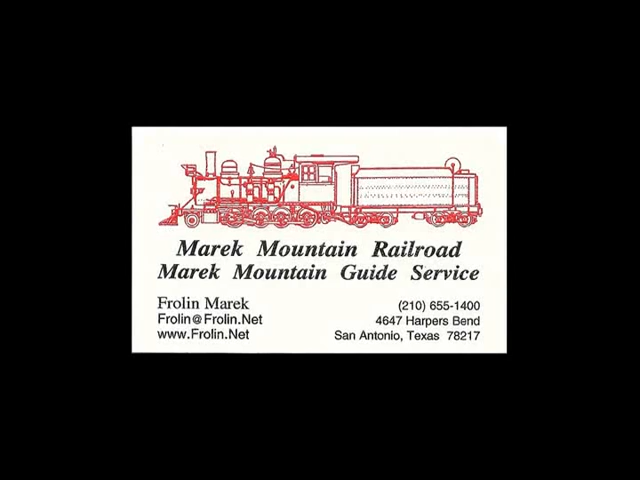 Marek Mountain Railroad
Marek Mountain Guide Service
Frolin Marek
Frolin@Frolin.Net
www.Frolin.Net
(210) 655-1400
4647 Harpers Bend
San Antonio, Texas 78217